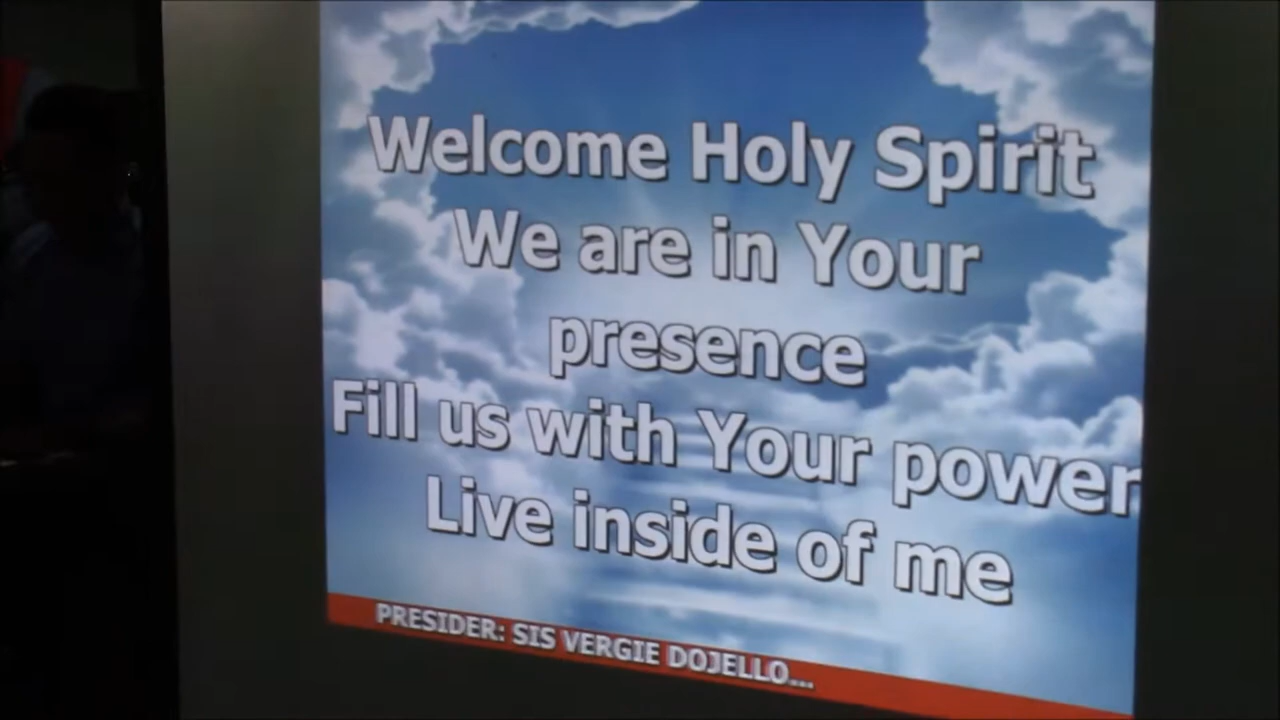 Welcome Holy Spirit
We are in Your
presence
Fill us with Your power
Live inside of me
PRESIDER: SIS VERGIE DOJELLO...